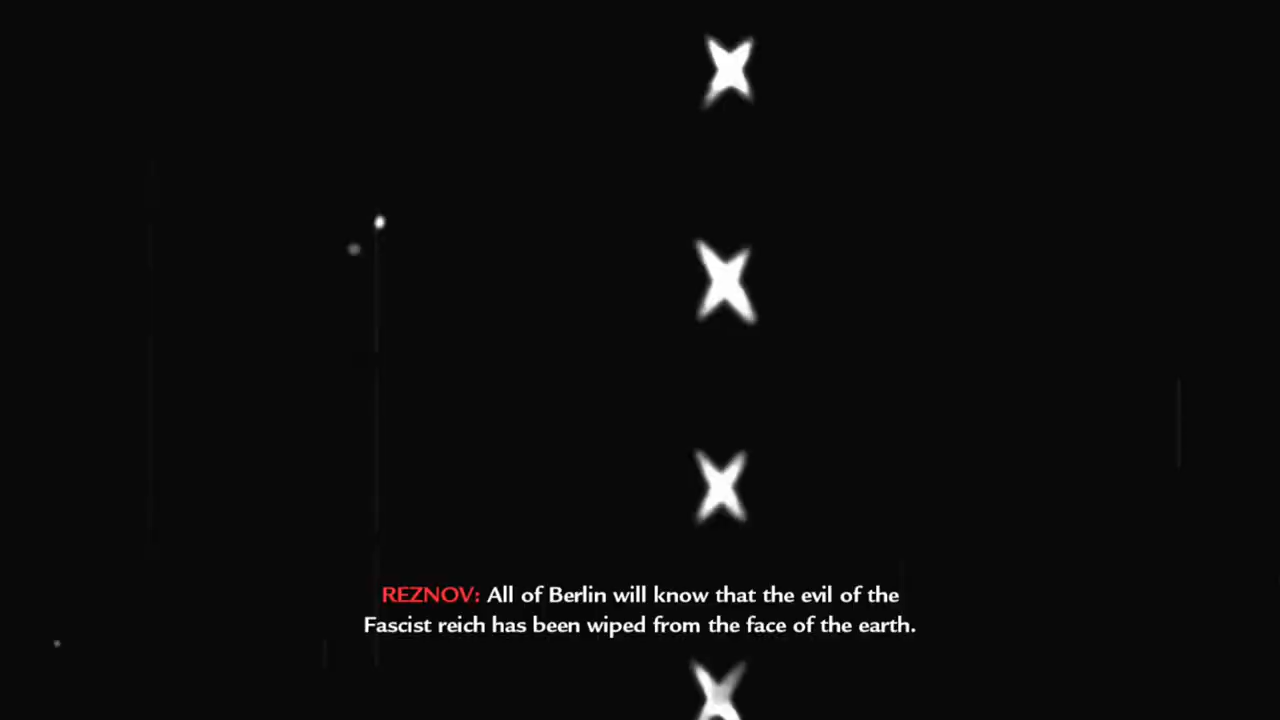 REZNOV: All of Berlin will know that the evil of the
Fascist reich has been wiped from the face of the earth.